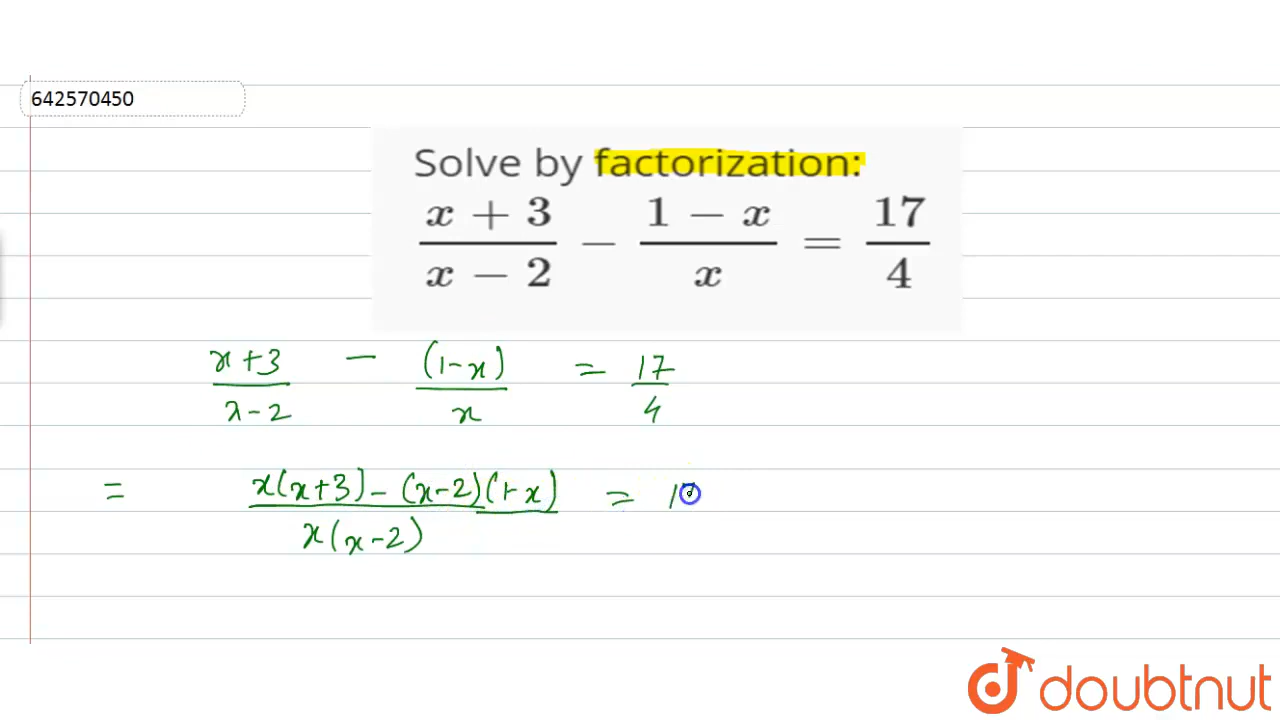 642570450
Solve by factorization:
x + 3 / x − 2 − 1 − x / x = 17 / 4
x+3 / x-2 − (1-x) / x = 17 / 4
= x(x+3) - (x-2)(1-x) / x(x-2) = 1
doubtnut